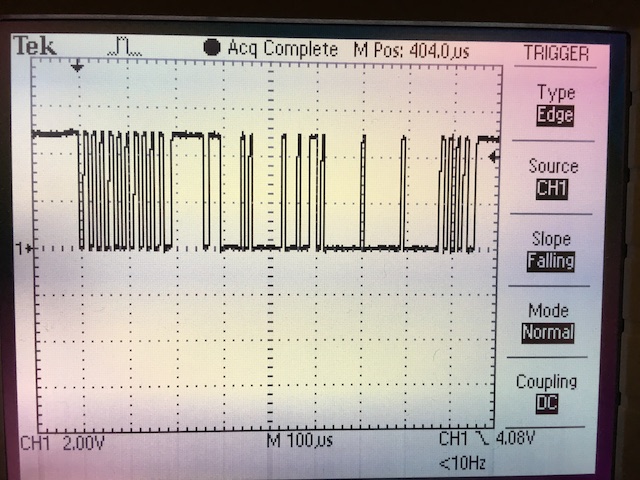 Tek Acq Complete M Pos: 404.0µs TRIGGER
Type
Edge
Source
CH1
Slope
Falling
Mode
Normal
Coupling
DC
1
CH1 2.00V M 100µs CH1 4.08V
<10Hz